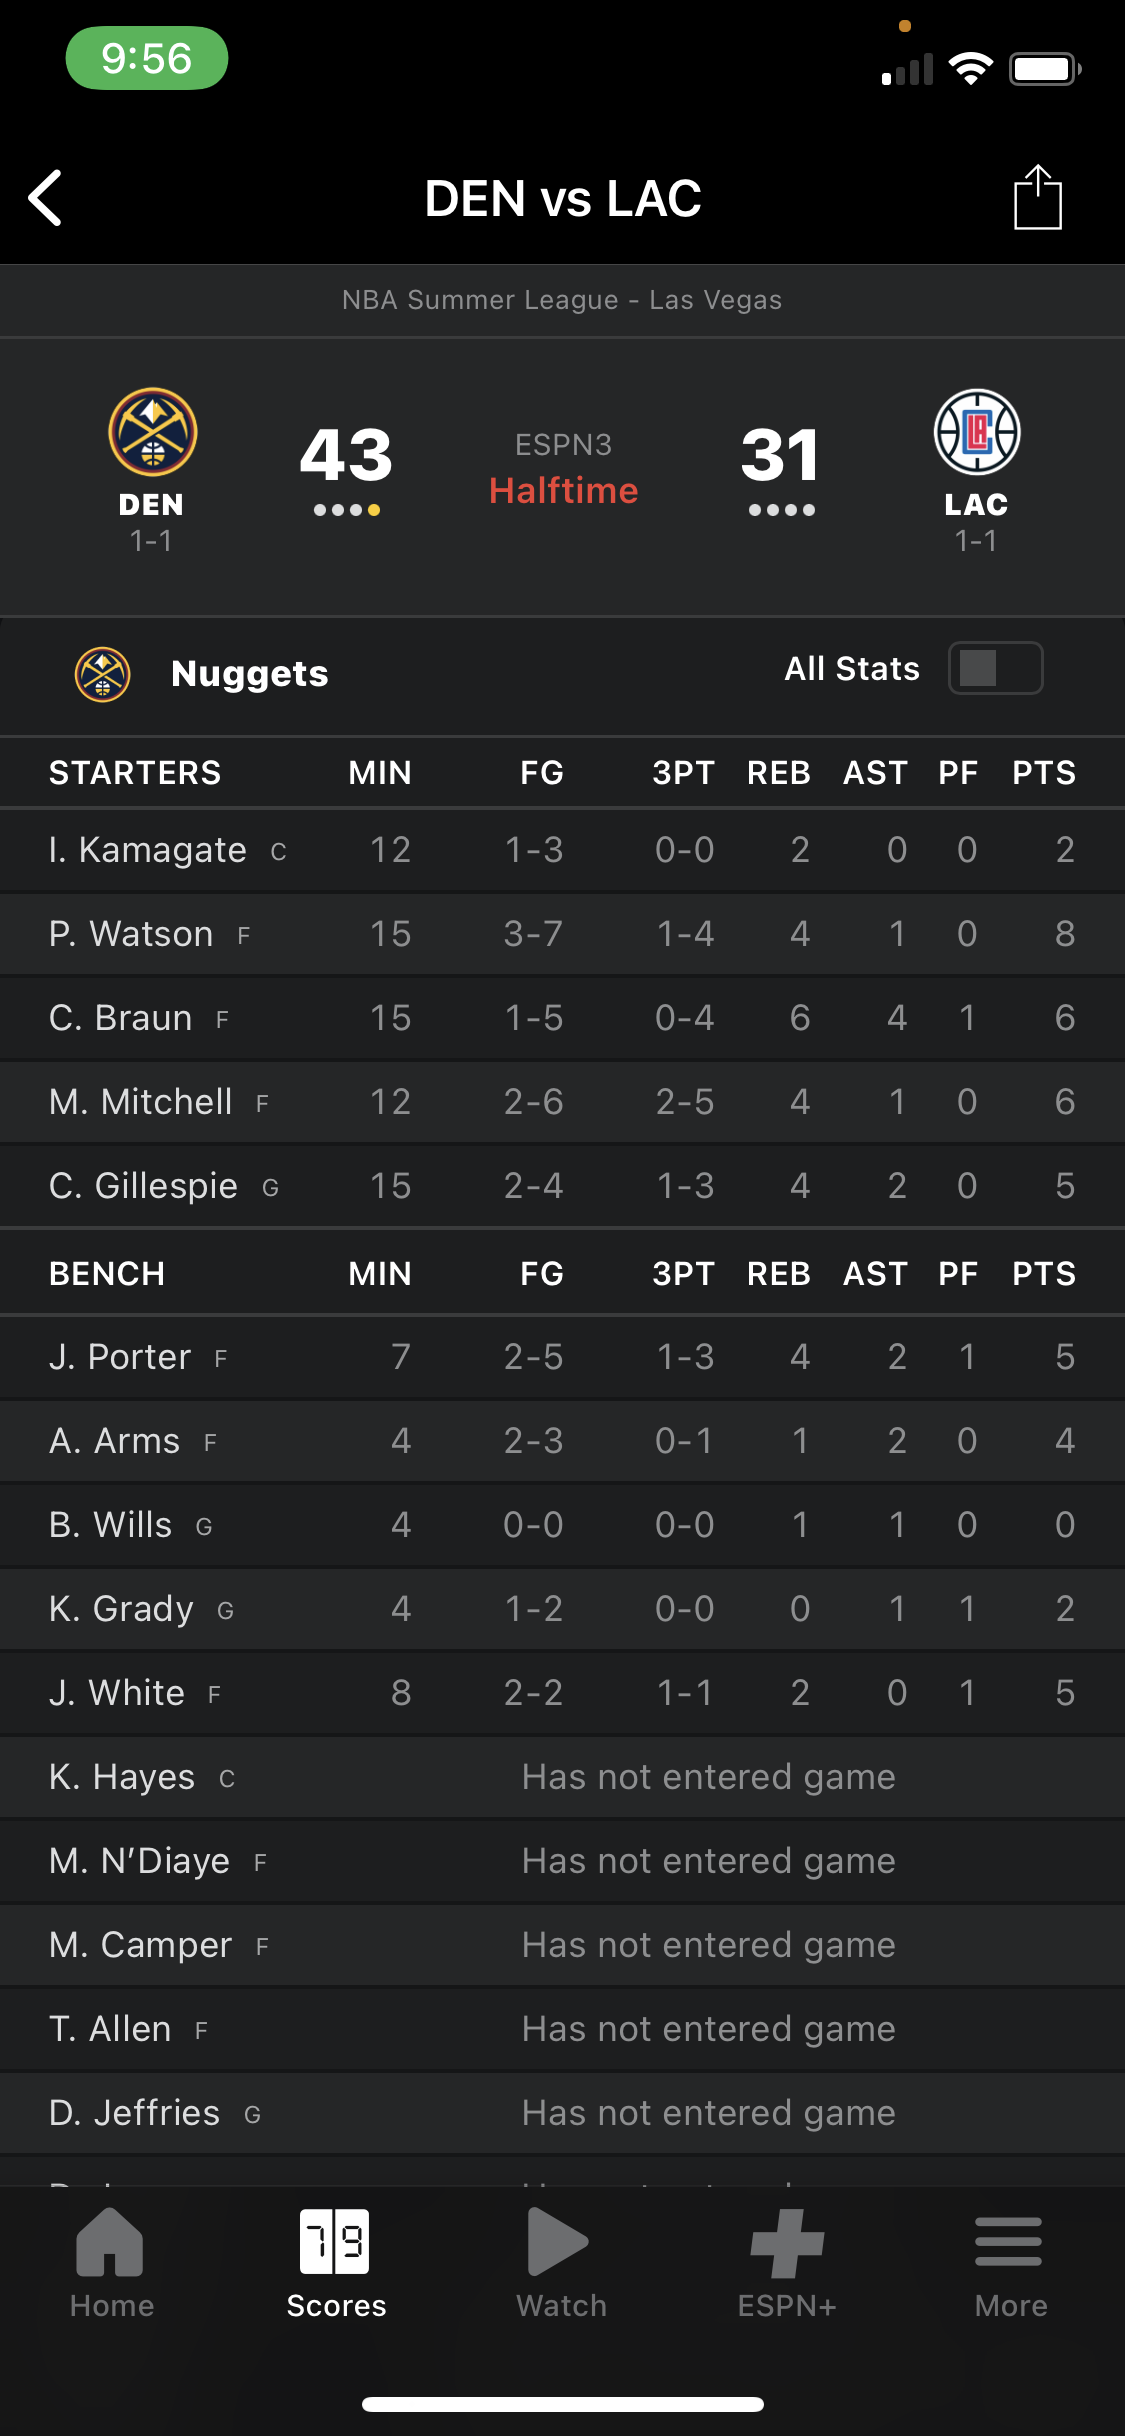 9:56
DEN vs LAC
NBA Summer League - Las Vegas
DEN
1-1
43
ESPN3
Halftime
31
LAC
1-1
Nuggets All Stats
STARTERS MIN FG 3PT REB AST PF PTS
I. Kamagate C 12 1-3 0-0 2 0 0 2
P. Watson F 15 3-7 1-4 4 1 0 8
C. Braun F 15 1-5 0-4 6 4 1 6
M. Mitchell F 12 2-6 2-5 4 1 0 6
C. Gillespie G 15 2-4 1-3 4 2 0 5
BENCH MIN FG 3PT REB AST PF PTS
J. Porter F 7 2-5 1-3 4 2 1 5
A. Arms F 4 2-3 0-1 1 2 0 4
B. Wills G 4 0-0 0-0 1 1 0 0
K. Grady G 4 1-2 0-0 0 1 1 2
J. White F 8 2-2 1-1 2 0 1 5
K. Hayes C Has not entered game
M. N'Diaye F Has not entered game
M. Camper F Has not entered game
T. Allen F Has not entered game
D. Jeffries G Has not entered game
79
Home Scores Watch ESPN+ More